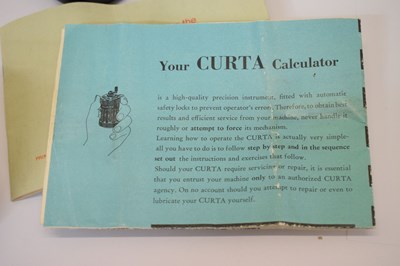 Your CURTA Calculator
is a high-quality precision instrument, fitted with automatic
safety locks to prevent operator's errors. Therefore, to obtain best
results and efficient service from your machine, never handle it
roughly or attempt to force its mechanism.
Learning how to operate the CURTA is actually very simple-
all you have to do is to follow step by step and in the sequence
set out the instructions and exercises that follow.
Should your CURTA require servicing or repair, it is essential
that you entrust your machine only to an authorized CURTA
agency. On no account should you attempt to repair or even to
lubricate your CURTA yourself.